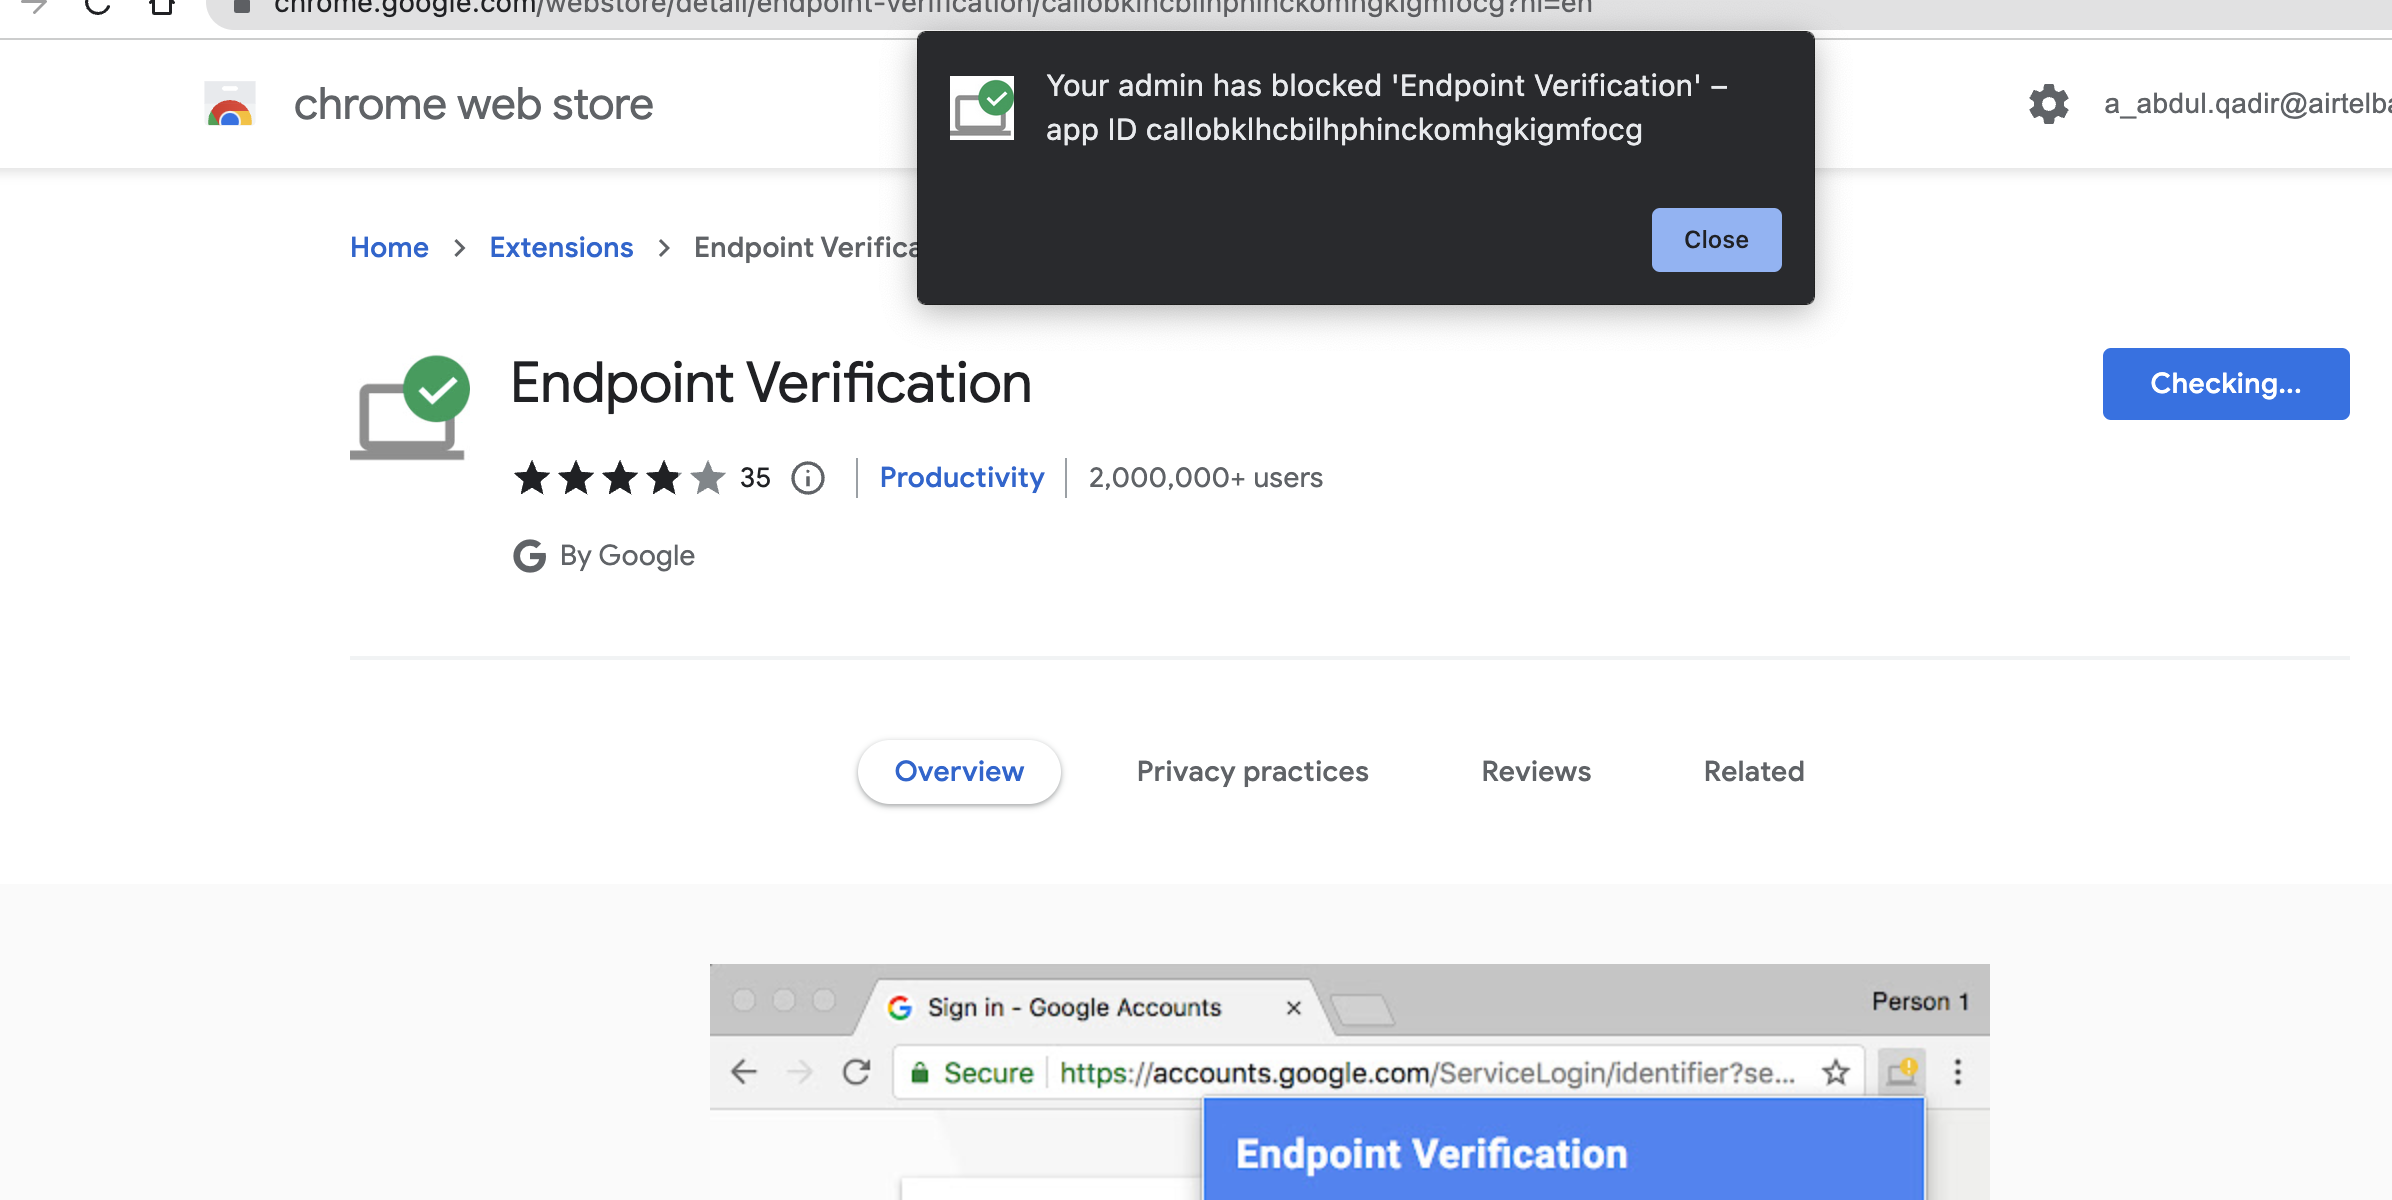 chrome.google.com/webstore/detail/endpoint-verification/callobklhcbilhphinckomhgkigmfocg?hl=en
chrome web store
Your admin has blocked 'Endpoint Verification' –
app ID callobklhcbilhphinckomhgkigmfocg
Close
a_abdul.qadir@airtelba
Home > Extensions > Endpoint Verifica
Endpoint Verification
Checking...
35
Productivity
2,000,000+ users
G By Google
Overview
Privacy practices
Reviews
Related
Sign in - Google Accounts
Person 1
Secure https://accounts.google.com/ServiceLogin/identifier?se...
Endpoint Verification